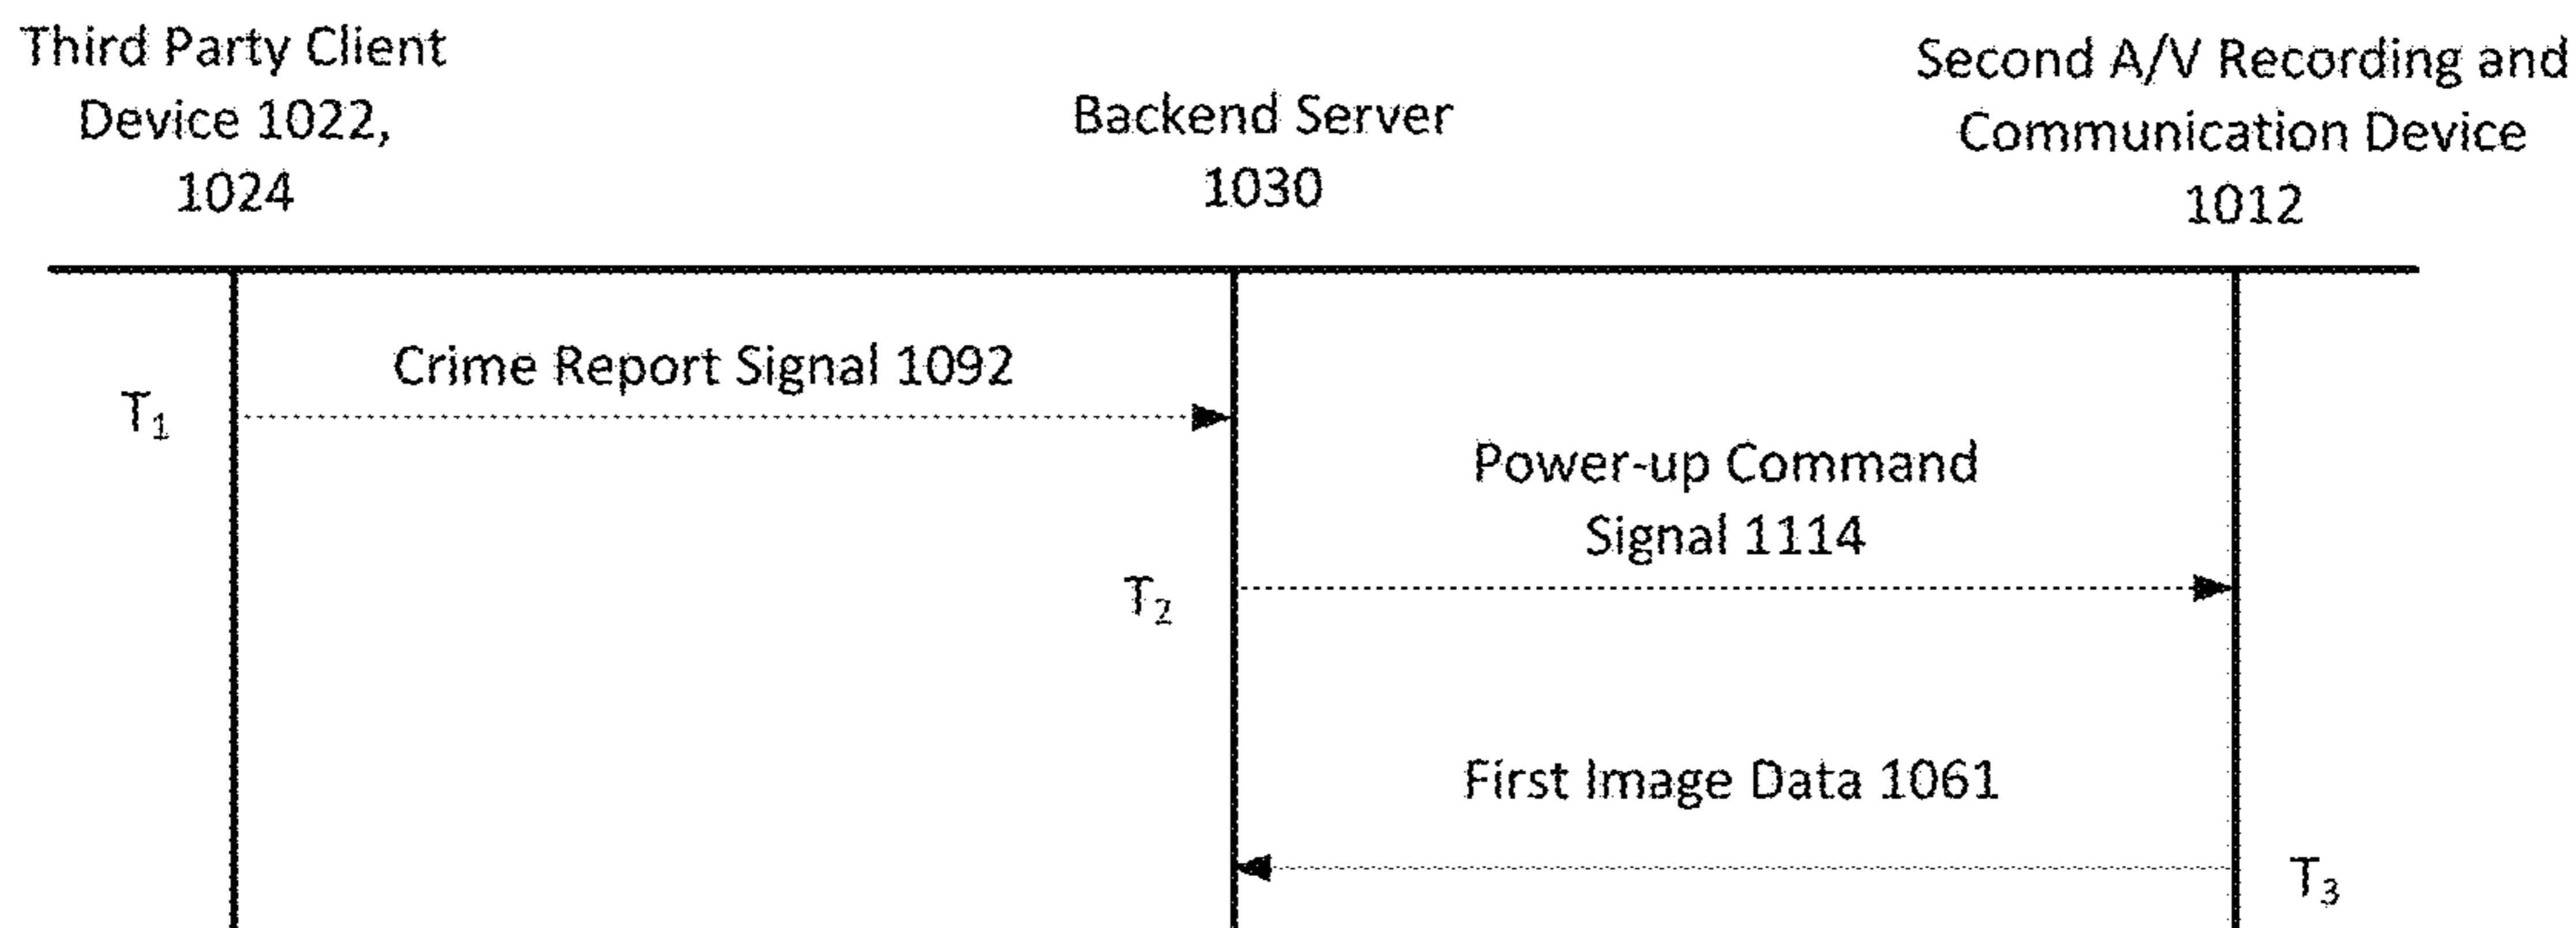 Third Party Client
Device 1022,
1024
Backend Server
1030
Second A/V Recording and
Communication Device
1012
Crime Report Signal 1092
T₁
Power-up Command
Signal 1114
T₂
First Image Data 1061
T₃